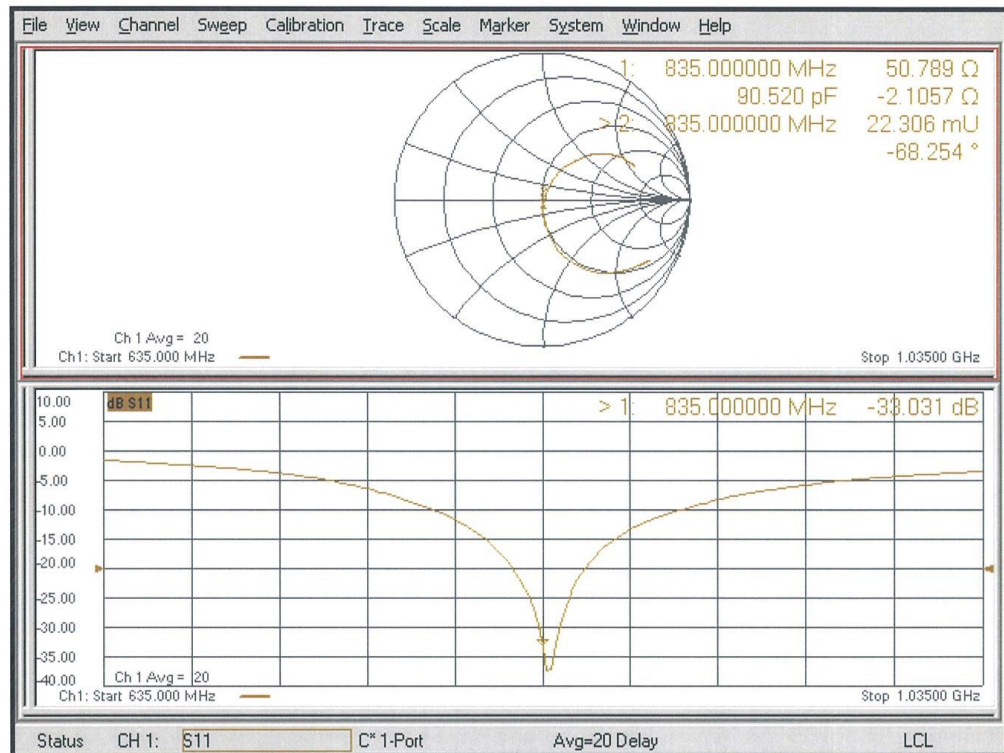 File View Channel Sweep Calibration Trace Scale Marker System Window Help
1: 835.000000 MHz 50.789 Ω
90.520 pF -2.1057 Ω
> 2: 835.000000 MHz 22.306 mU
-68.254 °
Ch 1 Avg = 20
Ch1: Start 635.000 MHz Stop 1.03500 GHz
10.00 dB S11 > 1: 835.000000 MHz -33.031 dB
5.00
0.00
-5.00
-10.00
-15.00
-20.00
-25.00
-30.00
-35.00
-40.00 Ch 1 Avg = 20
Ch1: Start 635.000 MHz Stop 1.03500 GHz
Status CH 1: S11 C* 1-Port Avg=20 Delay LCL